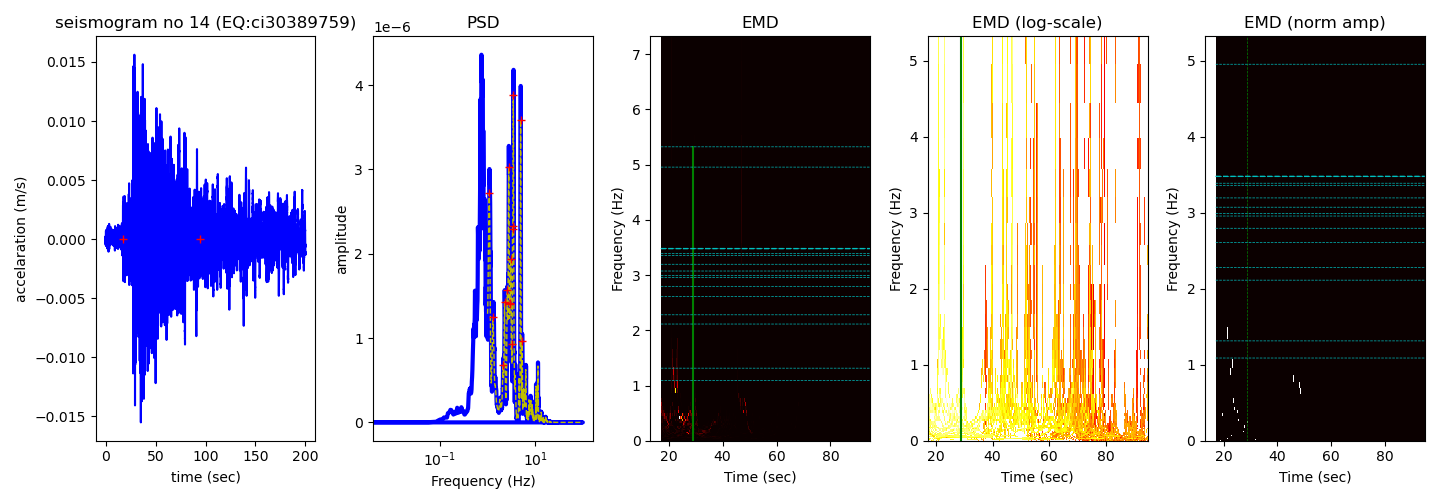 seismogram no 14 (EQ:ci30389759)
accelaration (m/s)
0.015
0.010
0.005
0.000
−0.005
−0.010
−0.015
0 50 100 150 200
time (sec)
PSD
1e−6
amplitude
4
3
2
1
0
10⁻¹ 10¹
Frequency (Hz)
EMD
Frequency (Hz)
7
6
5
4
3
2
1
0
20 40 60 80
Time (sec)
EMD (log-scale)
Frequency (Hz)
5
4
3
2
1
0
20 40 60 80
Time (sec)
EMD (norm amp)
Frequency (Hz)
5
4
3
2
1
0
20 40 60 80
Time (sec)